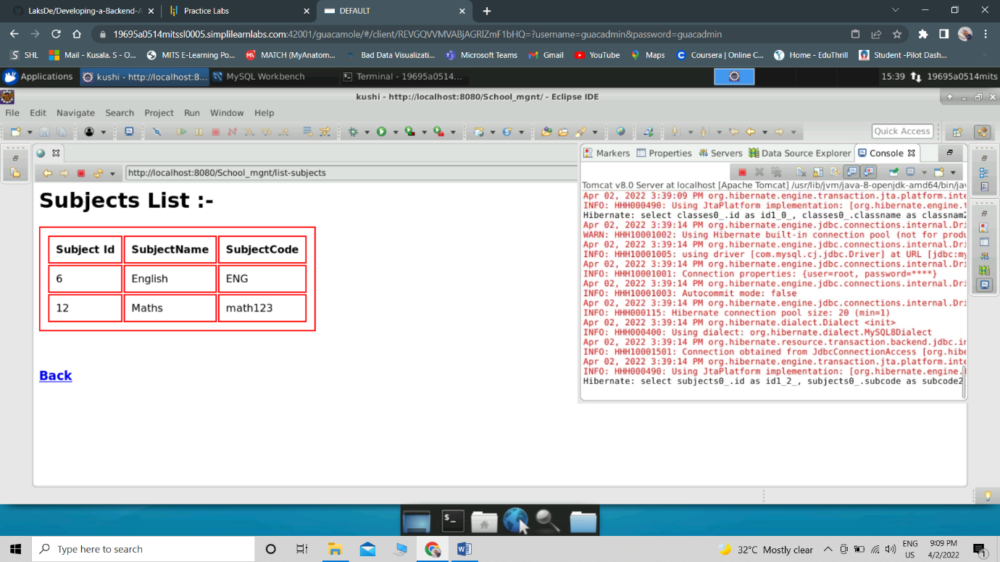 LaksDe/Developing-a-Backend-A
Practice Labs
DEFAULT
19695a0514mitssl0005.simplilearnlabs.com:42001/guacamole/#/client/REVGQVVMVABjAGRlZmF1bHQ=?username=guacadmin&password=guacadmin
SHL
Mail - Kusala. S - O...
MITS E-Learning Po...
MATCH (MyAnatom...
Bad Data Visualizati...
Microsoft Teams
Gmail
YouTube
Maps
Coursera | Online C...
Home - EduThrill
Student -Pilot Dash...
Applications
kushi - http://localhost:8...
MySQL Workbench
Terminal - 19695a0514...
15:39
19695a0514mits
kushi - http://localhost:8080/School_mgnt/ - Eclipse IDE
File Edit Navigate Search Project Run Window Help
Quick Access
Markers Properties Servers Data Source Explorer Console
http://localhost:8080/School_mgnt/list-subjects
Subjects List :-
Subject Id SubjectName SubjectCode
6 English ENG
12 Maths math123
Back
Tomcat v8.0 Server at localhost [Apache Tomcat] /usr/lib/jvm/java-8-openjdk-amd64/bin/jav
Apr 02, 2022 3:39:09 PM org.hibernate.engine.transaction.jta.platform.inte
INFO: HHH000490: Using JtaPlatform implementation: [org.hibernate.engine.t
Hibernate: select classes0_.id as id1_0_, classes0_.classname as classnam2
Apr 02, 2022 3:39:14 PM org.hibernate.engine.jdbc.connections.internal.Dri
WARN: HHH10001002: Using Hibernate built-in connection pool (not for produ
Apr 02, 2022 3:39:14 PM org.hibernate.engine.jdbc.connections.internal.Dri
INFO: HHH10001005: using driver [com.mysql.cj.jdbc.Driver] at URL [jdbc:my
Apr 02, 2022 3:39:14 PM org.hibernate.engine.jdbc.connections.internal.Dri
INFO: HHH10001001: Connection properties: {user=root, password=****}
Apr 02, 2022 3:39:14 PM org.hibernate.engine.jdbc.connections.internal.Dri
INFO: HHH10001003: Autocommit mode: false
Apr 02, 2022 3:39:14 PM org.hibernate.engine.jdbc.connections.internal.Dri
INFO: HHH000115: Hibernate connection pool size: 20 (min=1)
Apr 02, 2022 3:39:14 PM org.hibernate.dialect.Dialect <init>
INFO: HHH000400: Using dialect: org.hibernate.dialect.MySQL8Dialect
Apr 02, 2022 3:39:14 PM org.hibernate.resource.transaction.backend.jdbc.in
INFO: HHH10001501: Connection obtained from JdbcConnectionAccess [org.hibe
Apr 02, 2022 3:39:14 PM org.hibernate.engine.transaction.jta.platform.inte
INFO: HHH000490: Using JtaPlatform implementation: [org.hibernate.engine.
Hibernate: select subjects0_.id as id1_2_, subjects0_.subcode as subcode2
Type here to search
32°C Mostly clear
ENG
US
9:09 PM
4/2/2022
1